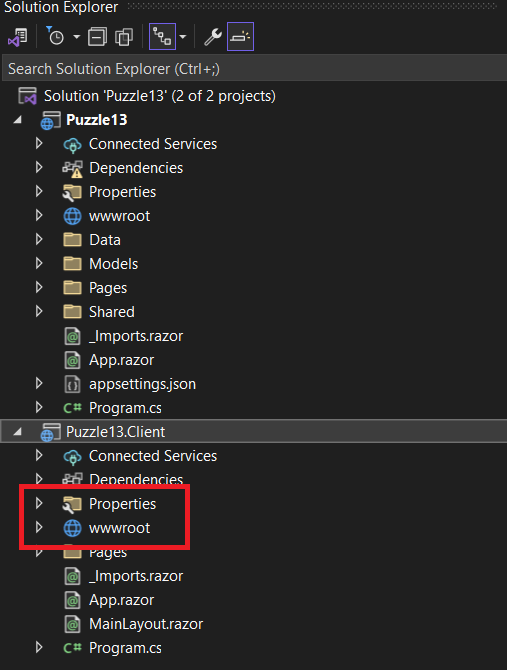 Solution Explorer
Search Solution Explorer (Ctrl+;)
Solution 'Puzzle13' (2 of 2 projects)
Puzzle13
Connected Services
Dependencies
Properties
wwwroot
Data
Models
Pages
Shared
_Imports.razor
App.razor
appsettings.json
C# Program.cs
Puzzle13.Client
Connected Services
Dependencies
Properties
wwwroot
Pages
_Imports.razor
App.razor
MainLayout.razor
C# Program.cs